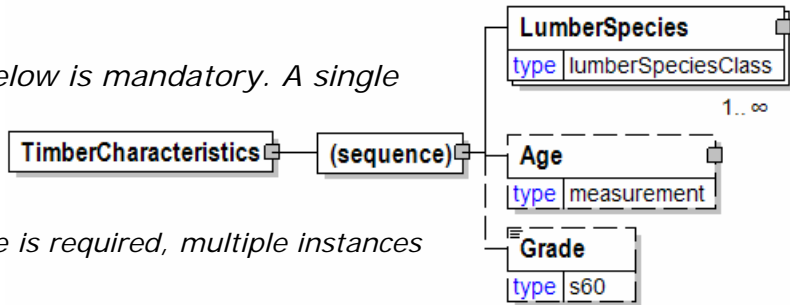 LumberSpecies
type lumberSpeciesClass
elow is mandatory. A single
1.. ∞
TimberCharacteristics (sequence) Age
type measurement
e is required, multiple instances
Grade
type s60